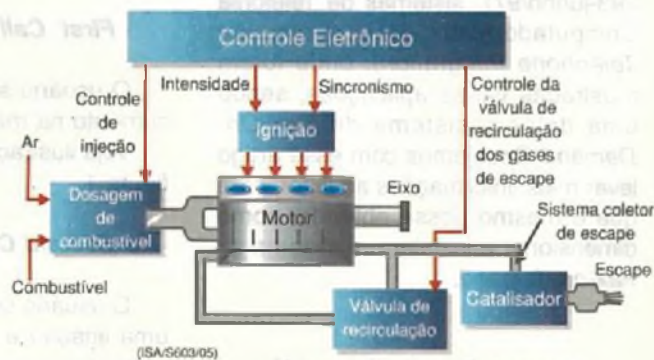 Controle Eletrônico
Intensidade
Sincronismo
Controle
de
injeção
Controle da
válvula de
recirculação
dos gases
de escape
Ignição
Ar
Dosagem
de
combustível
Motor
Eixo
Sistema coletor
de escape
Escape
Combustível
Válvula de
recirculação
Catalisador
(ISA/S603/05)